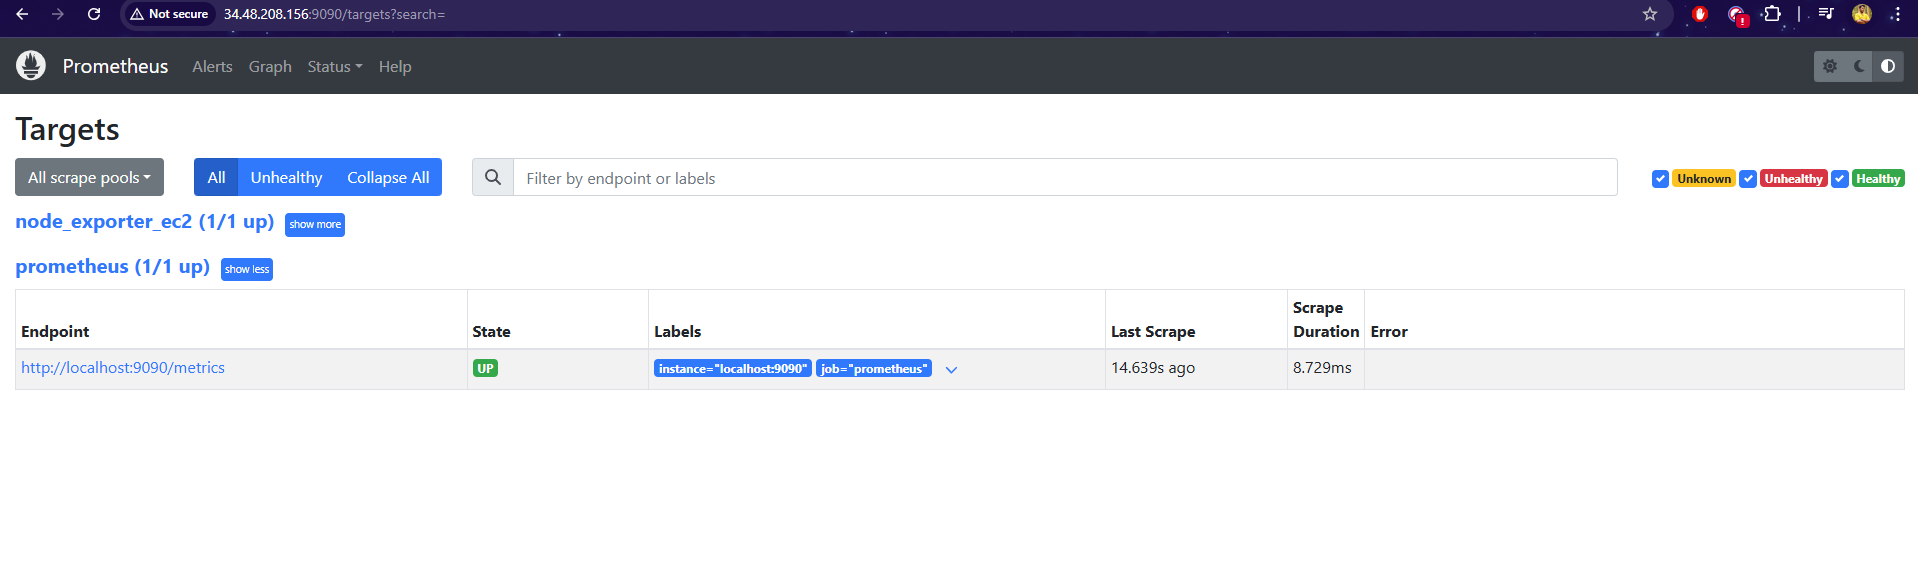 Not secure 34.48.208.156:9090/targets?search=
Prometheus Alerts Graph Status Help
Targets
All scrape pools All Unhealthy Collapse All Filter by endpoint or labels Unknown Unhealthy Healthy
node_exporter_ec2 (1/1 up) show more
prometheus (1/1 up) show less
Endpoint State Labels Last Scrape Scrape Duration Error
http://localhost:9090/metrics UP instance="localhost:9090" job="prometheus" 14.639s ago 8.729ms